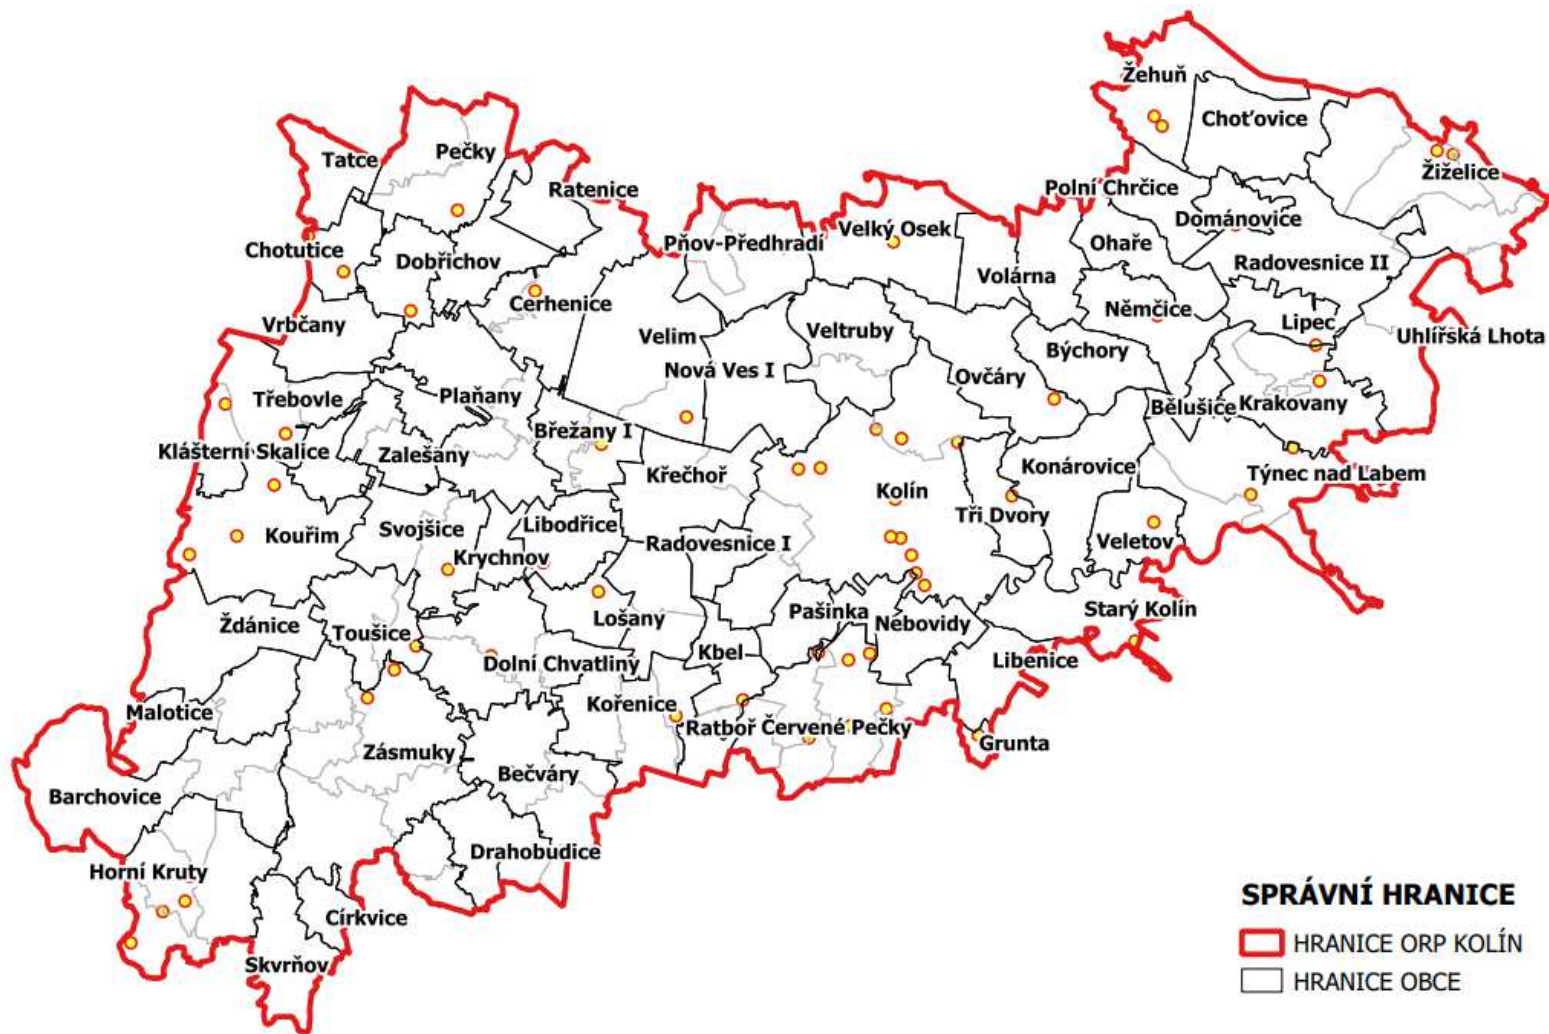 Žehuň
Choťovice
Pečky
Tatce
Žiželice
Ratenice
Polní Chrčice
Dománovice
Velký Osek
Pňov-Předhradí
Ohaře
Chotutice
Dobřichov
Radovesnice II
Volárna
Cerhenice
Němčice
Vrbčany
Lipec
Velim
Veltruby
Uhlířská Lhota
Býchory
Nová Ves I
Ovčáry
Plaňany
Třebovle
Bělušice
Krakovany
Břežany I
Klášterní Skalice
Zalešany
Křečhoř
Konárovice
Týnec nad Labem
Kolín
Tři Dvory
Libodřice
Svojšice
Kouřim
Radovesnice I
Veletov
Krychnov
Starý Kolín
Pašinka
Lošany
Nebovidy
Ždánice
Toušice
Kbel
Libenice
Dolní Chvatliny
Kořenice
Malotice
Ratboř
Červené Pečky
Grunta
Zásmuky
Bečváry
Barchovice
Drahobudice
Horní Kruty
Církvice
Skvrňov
SPRÁVNÍ HRANICE
HRANICE ORP KOLÍN
HRANICE OBCE